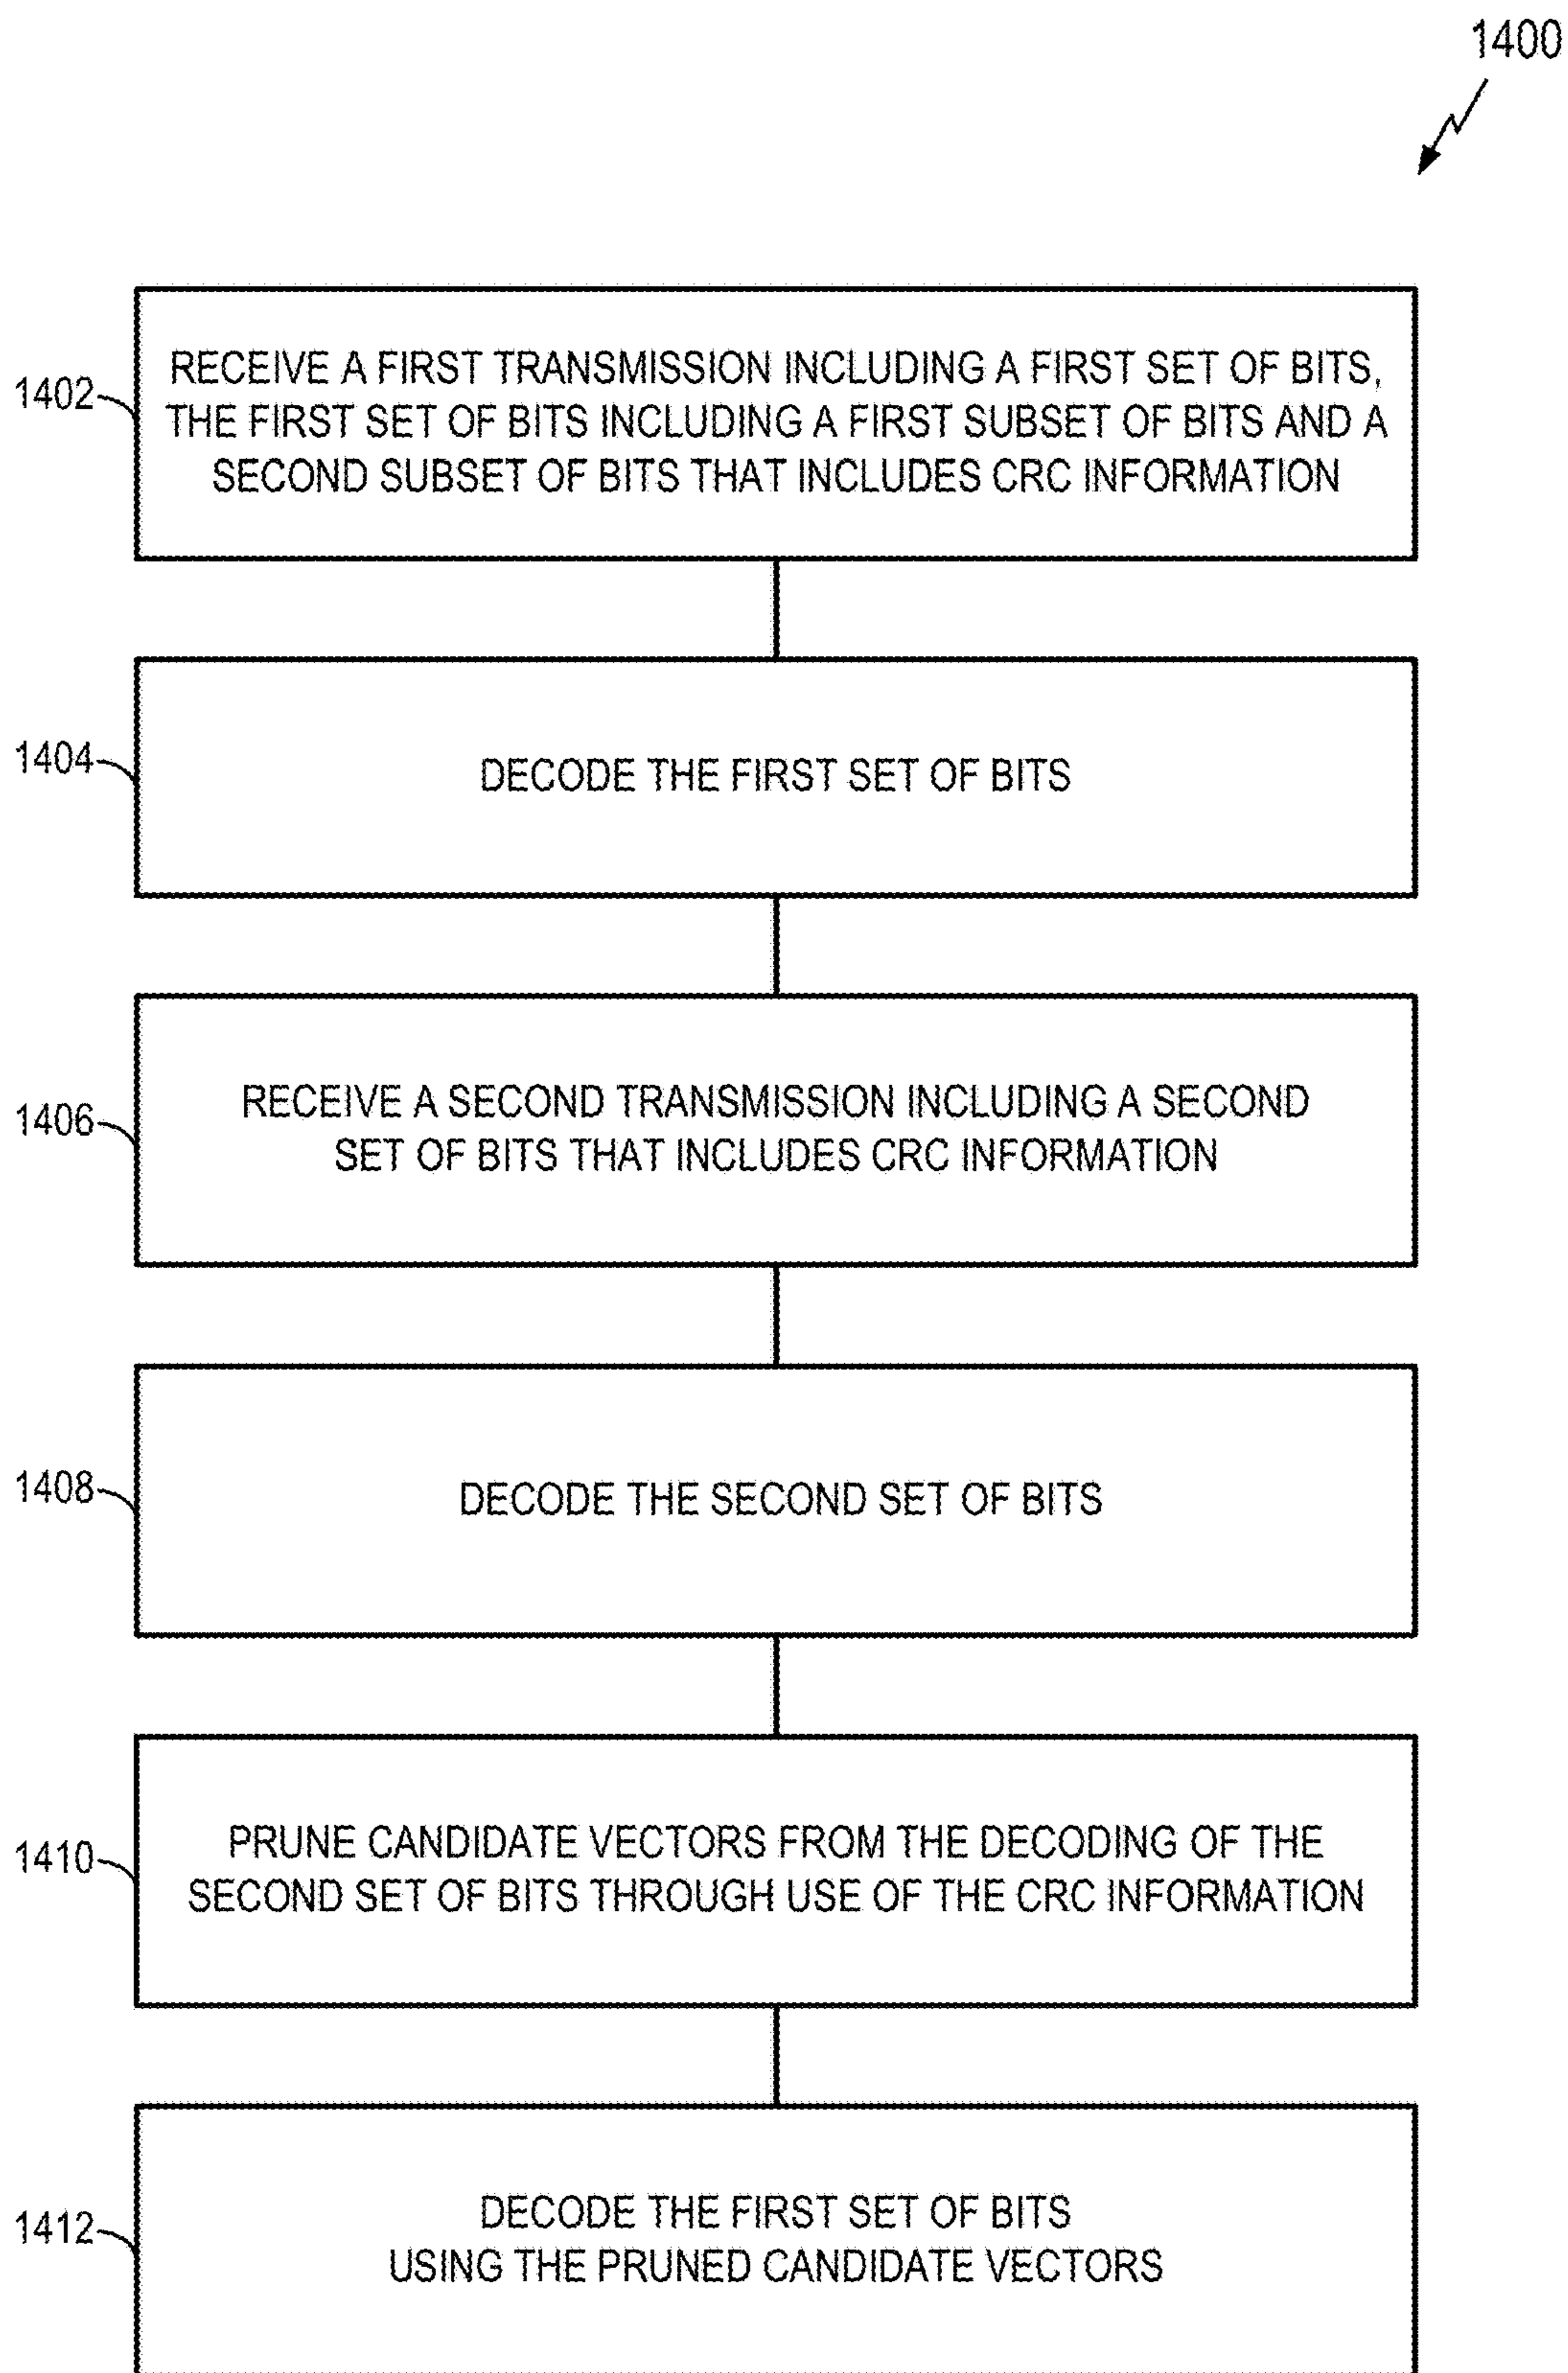 1400
1402
RECEIVE A FIRST TRANSMISSION INCLUDING A FIRST SET OF BITS,
THE FIRST SET OF BITS INCLUDING A FIRST SUBSET OF BITS AND A
SECOND SUBSET OF BITS THAT INCLUDES CRC INFORMATION
1404
DECODE THE FIRST SET OF BITS
1406
RECEIVE A SECOND TRANSMISSION INCLUDING A SECOND
SET OF BITS THAT INCLUDES CRC INFORMATION
1408
DECODE THE SECOND SET OF BITS
1410
PRUNE CANDIDATE VECTORS FROM THE DECODING OF THE
SECOND SET OF BITS THROUGH USE OF THE CRC INFORMATION
1412
DECODE THE FIRST SET OF BITS
USING THE PRUNED CANDIDATE VECTORS